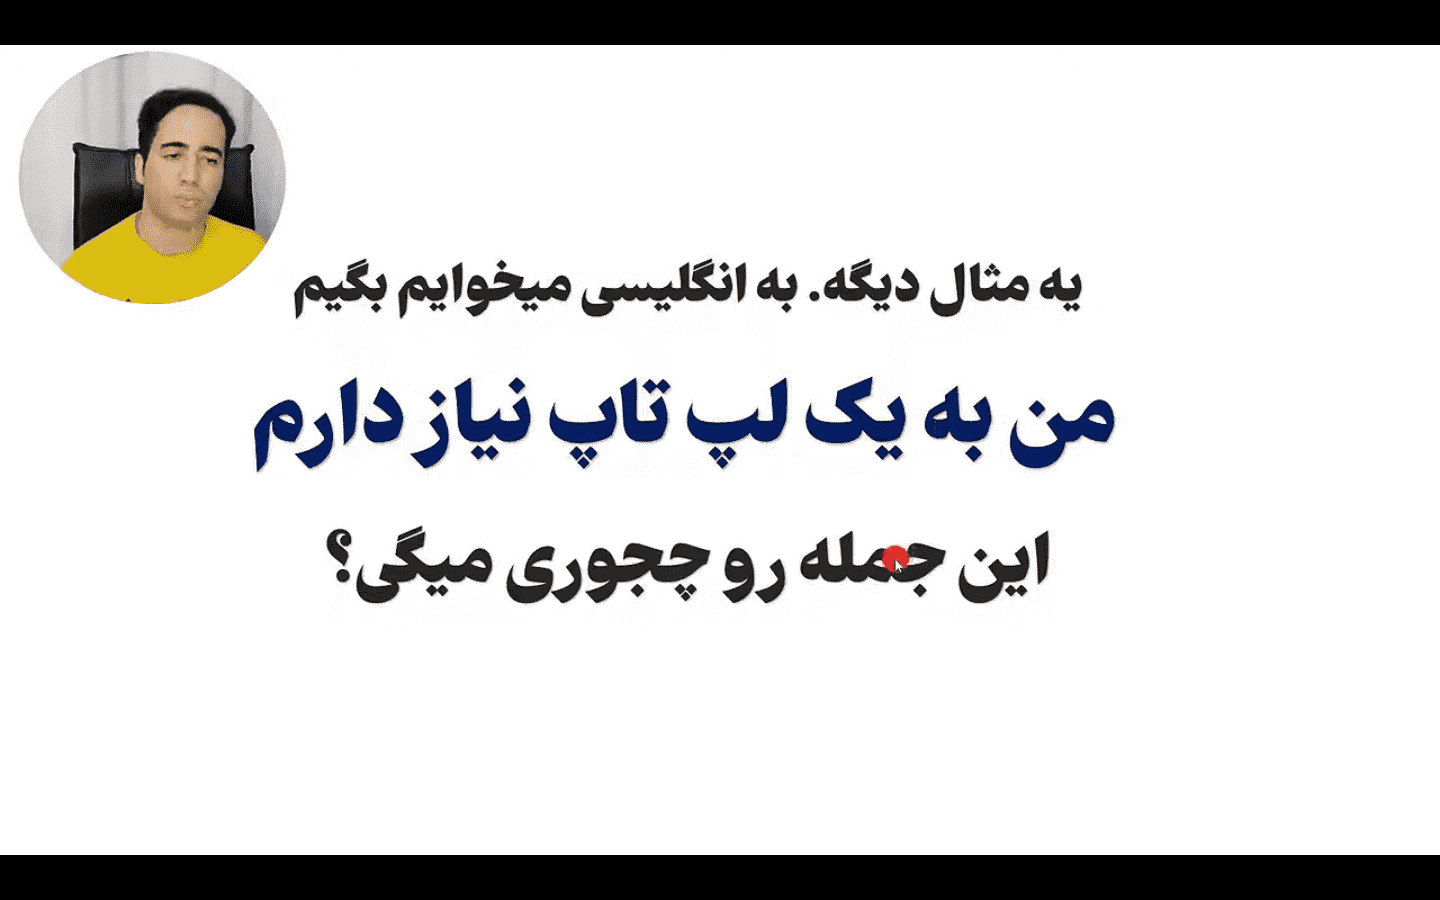 یه مثال دیگه. به انگلیسی میخوایم بگیم
من به یک لپ تاپ نیاز دارم
این جمله رو چجوری میگی؟